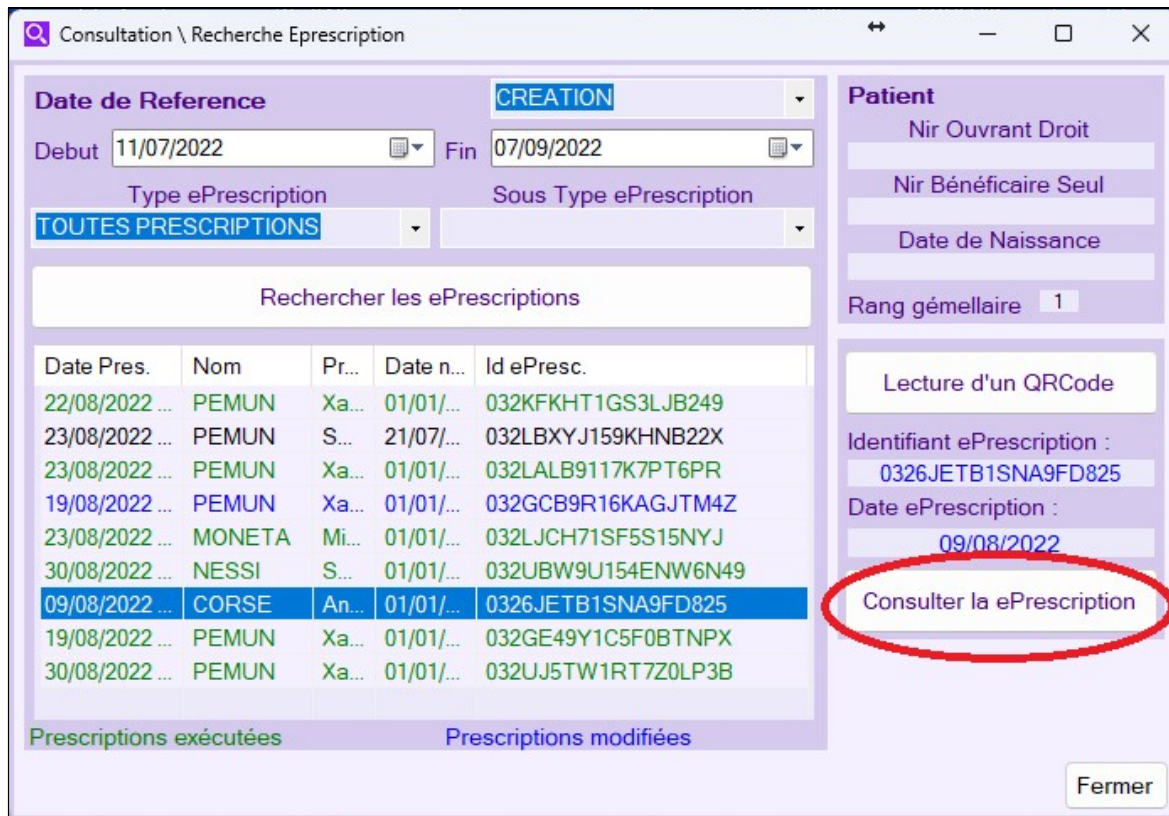 Consultation \ Recherche Eprescription
Date de Reference CREATION
Debut 11/07/2022 Fin 07/09/2022
Type ePrescription Sous Type ePrescription
TOUTES PRESCRIPTIONS
Rechercher les ePrescriptions
Date Pres. Nom Pr... Date n... Id ePresc.
22/08/2022 ... PEMUN Xa... 01/01/... 032KFKHT1GS3LJB249
23/08/2022 ... PEMUN S... 21/07/... 032LBXYJ159KHNB22X
23/08/2022 ... PEMUN Xa... 01/01/... 032LALB9117K7PT6PR
19/08/2022 ... PEMUN Xa... 01/01/... 032GCB9R16KAGJTM4Z
23/08/2022 ... MONETA Mi... 01/01/... 032LJCH71SF5S15NYJ
30/08/2022 ... NESSI S... 01/01/... 032UBW9U154ENW6N49
09/08/2022 ... CORSE An... 01/01/... 0326JETB1SNA9FD825
19/08/2022 ... PEMUN Xa... 01/01/... 032GE49Y1C5F0BTNPX
30/08/2022 ... PEMUN Xa... 01/01/... 032UJ5TW1RT7Z0LP3B
Prescriptions exécutées Prescriptions modifiées
Patient
Nir Ouvrant Droit
Nir Bénéficaire Seul
Date de Naissance
Rang gémellaire 1
Lecture d'un QRCode
Identifiant ePrescription :
0326JETB1SNA9FD825
Date ePrescription :
09/08/2022
Consulter la ePrescription
Fermer